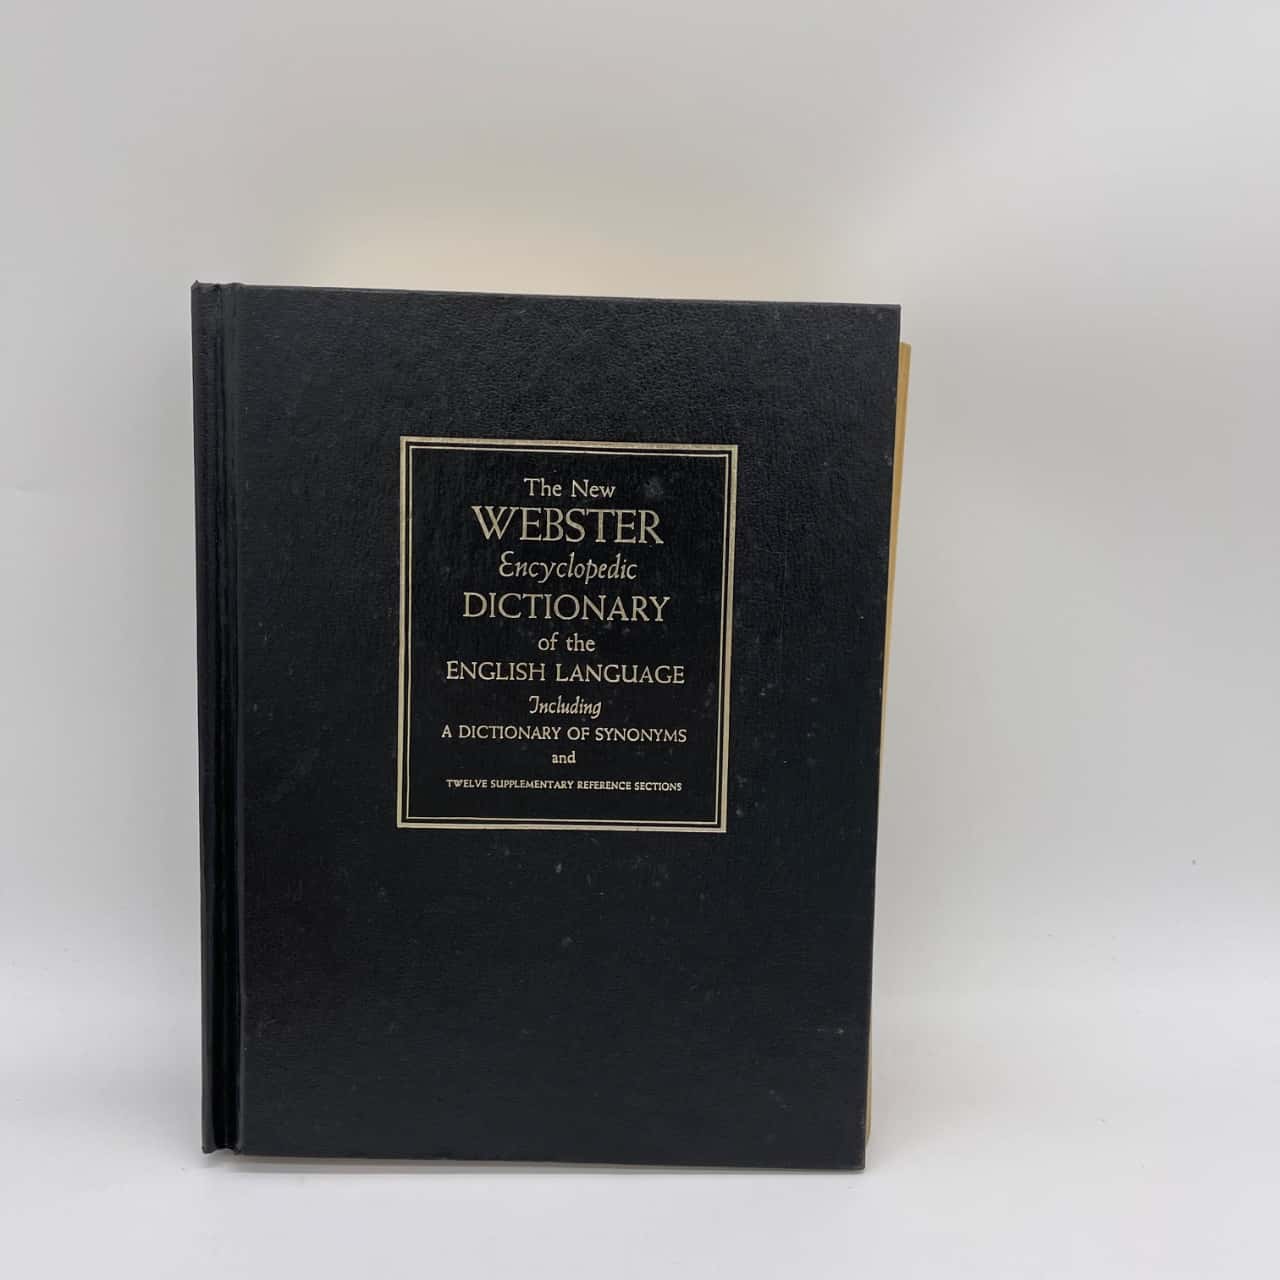 The New
WEBSTER
Encyclopedic
DICTIONARY
of the
ENGLISH LANGUAGE
Including
A DICTIONARY OF SYNONYMS
and
TWELVE SUPPLEMENTARY REFERENCE SECTIONS